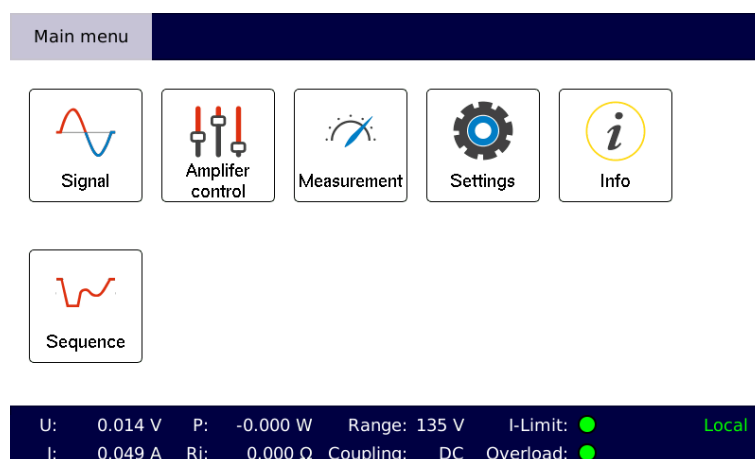 Main menu
Signal
Amplifer
control
Measurement
Settings
i
Info
Sequence
U: 0.014 V P: -0.000 W Range: 135 V I-Limit: Local
I: 0.049 A Ri: 0.000 Ω Coupling: DC Overload: